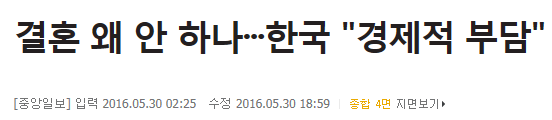 결혼 왜 안 하나…한국 "경제적 부담"
[중앙일보] 입력 2016.05.30 02:25 수정 2016.05.30 18:59 | 종합 4면 지면보기